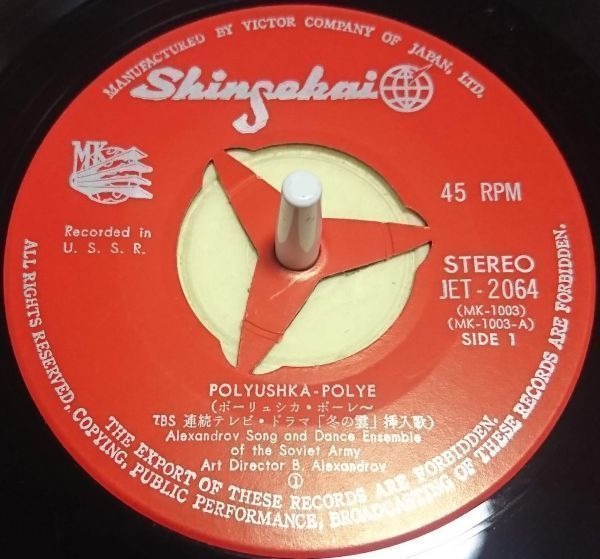 MANUFACTURED BY VICTOR COMPANY OF JAPAN, LTD.
Shinsekai
MK
Recorded in
U. S. S. R.
45 RPM
STEREO
JET-2064
(MK-1003)
(MK-1003-A)
SIDE 1
POLYUSHKA-POLYE
(ポーリュシカ・ポーレ〜
TBS 連続テレビ・ドラマ「冬の雲」挿入歌)
Alexandrov Song and Dance Ensemble
of the Soviet Army
Art Director B. Alexandrov
①
THE EXPORT OF THESE RECORDS ARE FORBIDDEN.
ALL RIGHTS RESERVED, COPYING, PUBLIC PERFORMANCE, BROADCASTING OF THESE RECORDS ARE FORBIDDEN.